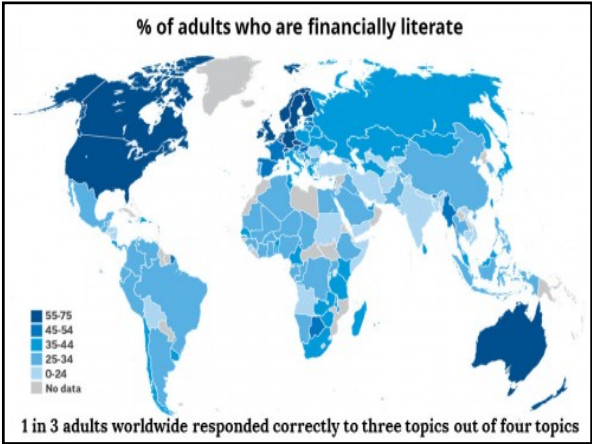 % of adults who are financially literate
55-75
45-54
35-44
25-34
0-24
No data
1 in 3 adults worldwide responded correctly to three topics out of four topics